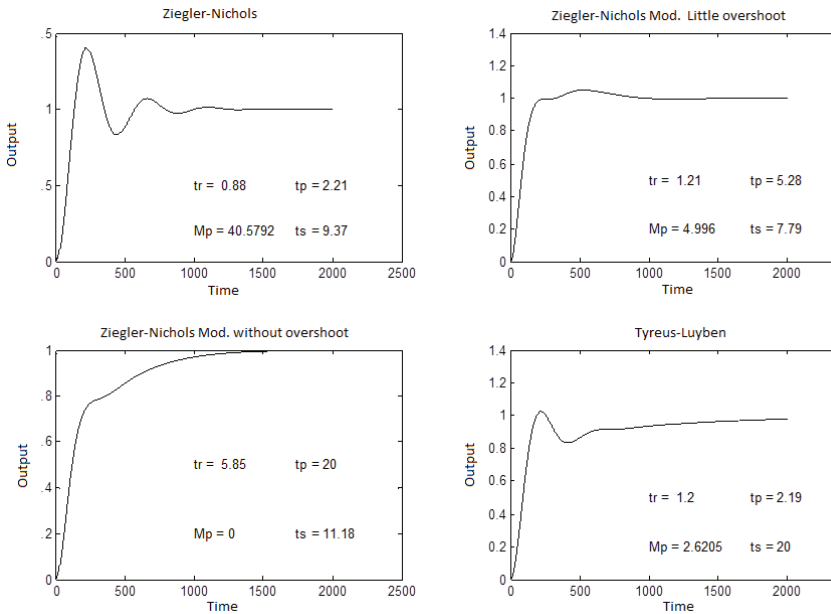 Ziegler-Nichols
.5
1
.5
0
Output
tr = 0.88 tp = 2.21
Mp = 40.5792 ts = 9.37
0 500 1000 1500 2000 2500
Time
Ziegler-Nichols Mod. Little overshoot
1.4
1.2
1
0.8
0.6
0.4
0.2
0
Output
tr = 1.21 tp = 5.28
Mp = 4.996 ts = 7.79
0 500 1000 1500 2000
Time
Ziegler-Nichols Mod. without overshoot
1
.8
.6
.4
.2
0
Output
tr = 5.85 tp = 20
Mp = 0 ts = 11.18
0 500 1000 1500 2000 2500
Time
Tyreus-Luyben
1.4
1.2
1
0.8
0.6
0.4
0.2
0
Output
tr = 1.2 tp = 2.19
Mp = 2.6205 ts = 20
0 500 1000 1500 2000
Time